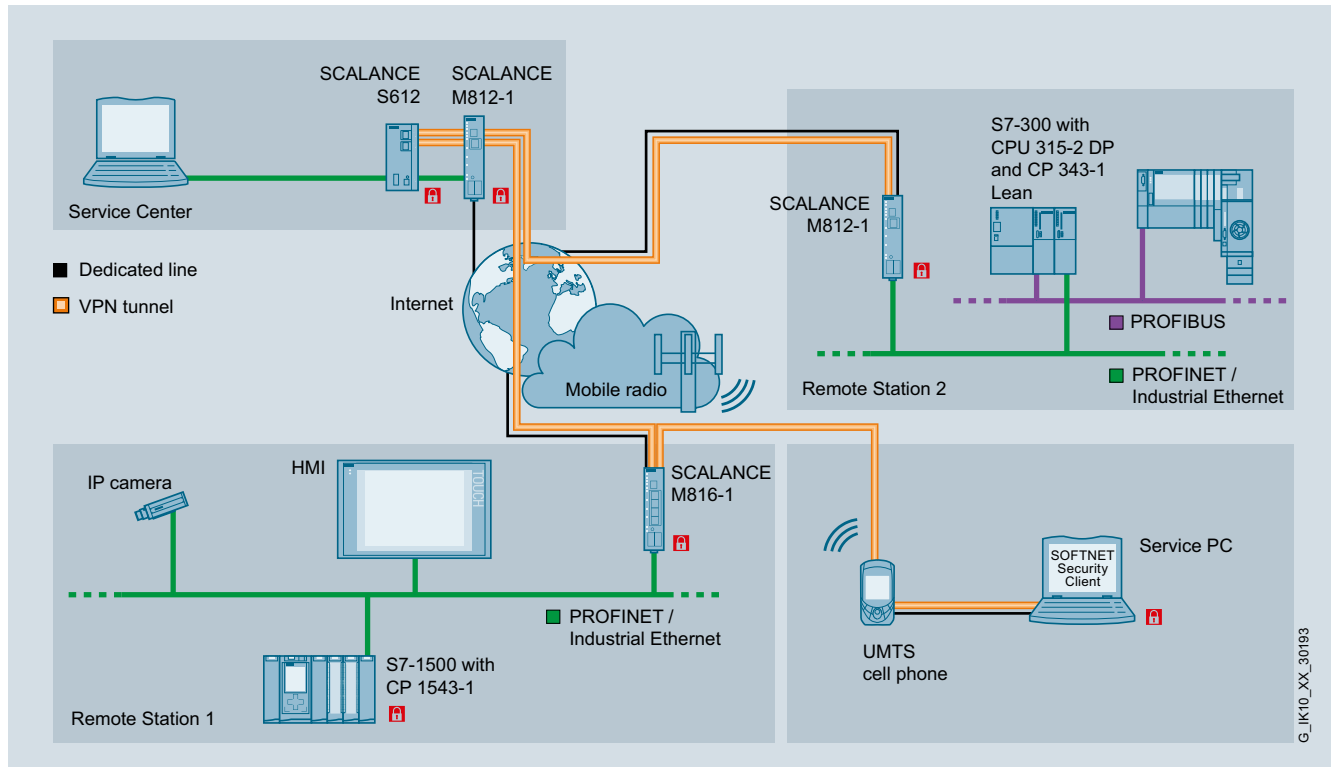 SCALANCE
S612
SCALANCE
M812-1
Service Center
Dedicated line
VPN tunnel
Internet
Mobile radio
SCALANCE
M812-1
S7-300 with
CPU 315-2 DP
and CP 343-1
Lean
PROFIBUS
PROFINET /
Industrial Ethernet
Remote Station 2
IP camera
HMI
SCALANCE
M816-1
PROFINET /
Industrial Ethernet
S7-1500 with
CP 1543-1
Remote Station 1
SOFTNET
Security
Client
Service PC
UMTS
cell phone
G_IK10_XX_30193